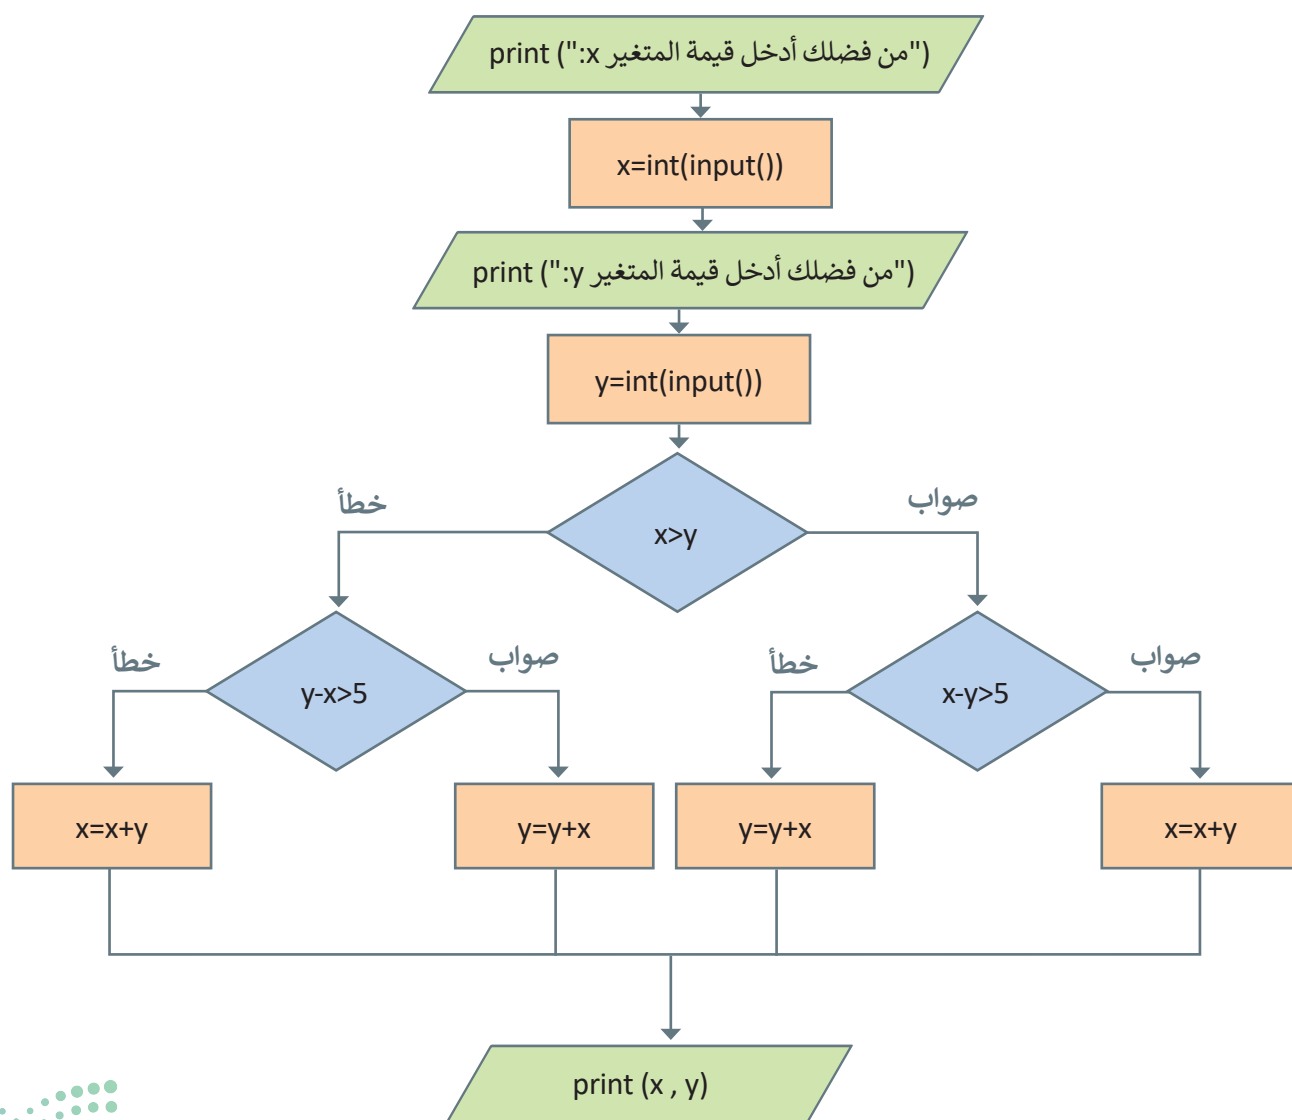 print ("من فضلك أدخل قيمة المتغير x:")
x=int(input())
print ("من فضلك أدخل قيمة المتغير y:")
y=int(input())
x>y
خطأ
صواب
y-x>5
خطأ
صواب
x-y>5
خطأ
صواب
x=x+y
y=y+x
y=y+x
x=x+y
print (x , y)